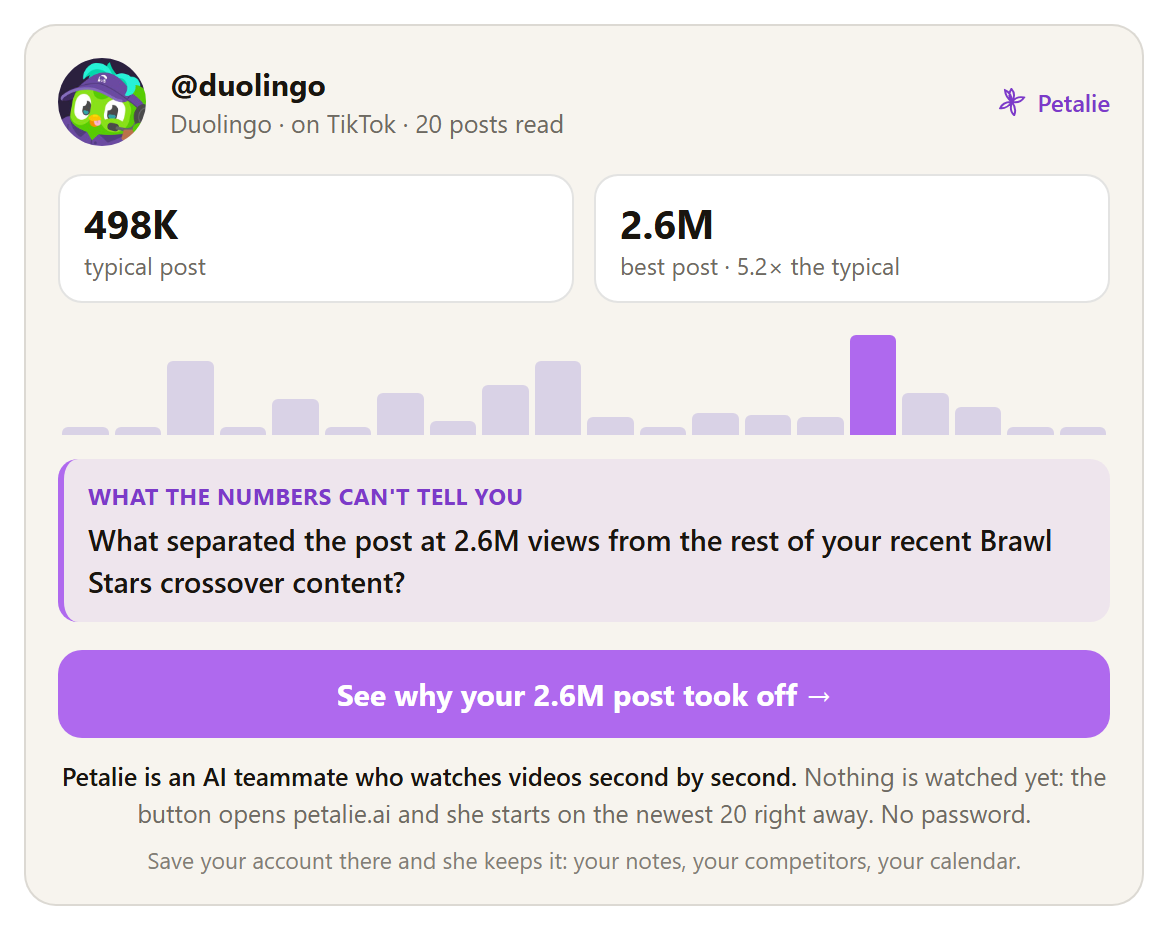 @duolingo
Duolingo · on TikTok · 20 posts read
Petalie
498K
typical post
2.6M
best post · 5.2× the typical
WHAT THE NUMBERS CAN'T TELL YOU
What separated the post at 2.6M views from the rest of your recent Brawl
Stars crossover content?
See why your 2.6M post took off →
Petalie is an AI teammate who watches videos second by second. Nothing is watched yet: the
button opens petalie.ai and she starts on the newest 20 right away. No password.
Save your account there and she keeps it: your notes, your competitors, your calendar.